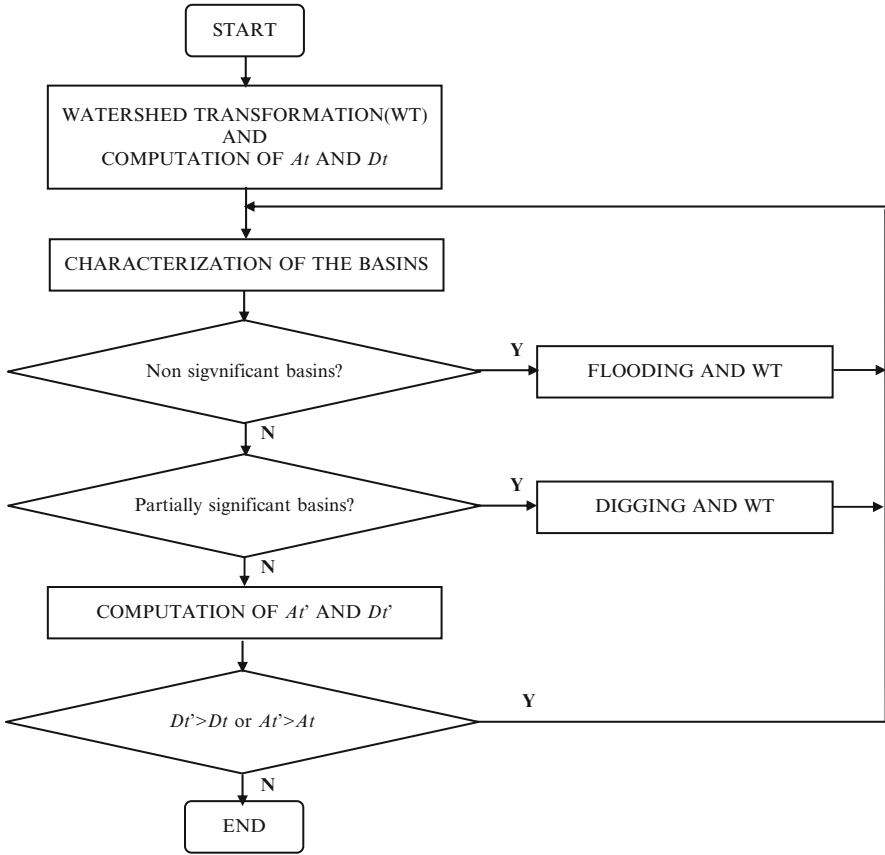 START
WATERSHED TRANSFORMATION(WT)
AND
COMPUTATION OF At AND Dt
CHARACTERIZATION OF THE BASINS
Non sigvnificant basins?
Y
FLOODING AND WT
N
Partially significant basins?
Y
DIGGING AND WT
N
COMPUTATION OF At’ AND Dt’
Dt’>Dt or At’>At
Y
N
END